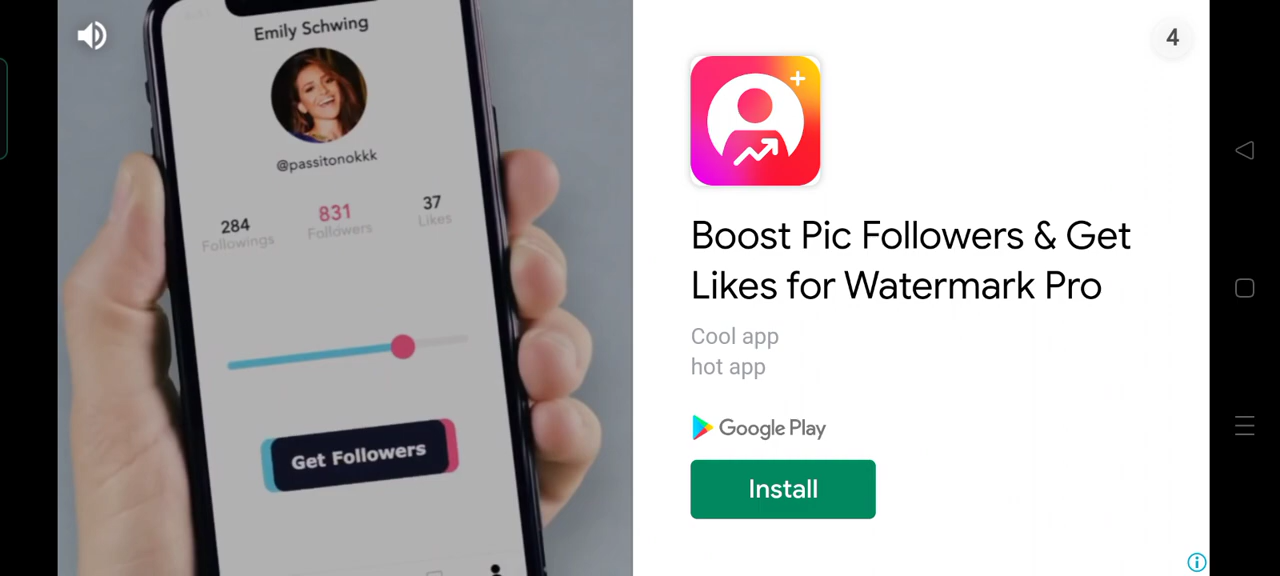 Emily Schwing
@passitonokkk
284
Followings
831
Followers
37
Likes
Get Followers
4
Boost Pic Followers & Get
Likes for Watermark Pro
Cool app
hot app
Google Play
Install